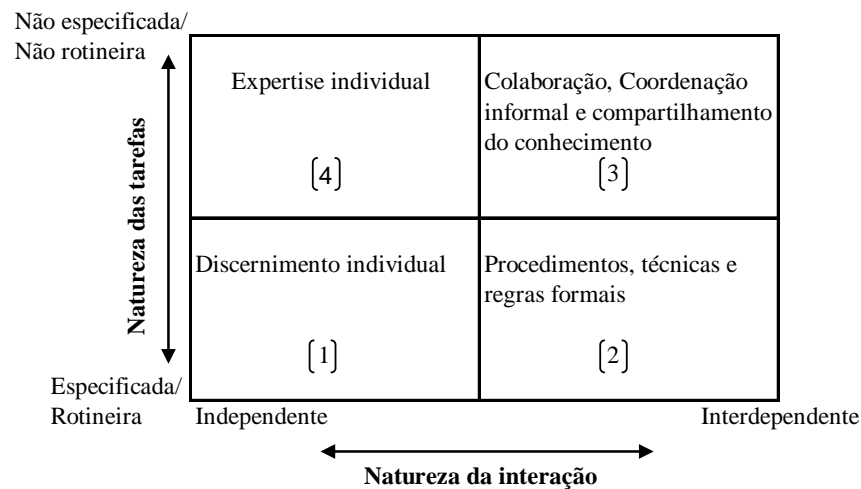 Não especificada/
Não rotineira
Natureza das tarefas
Expertise individual
[4]
Colaboração, Coordenação
informal e compartilhamento
do conhecimento
[3]
Discernimento individual
[1]
Procedimentos, técnicas e
regras formais
[2]
Especificada/
Rotineira
Independente
Interdependente
Natureza da interação